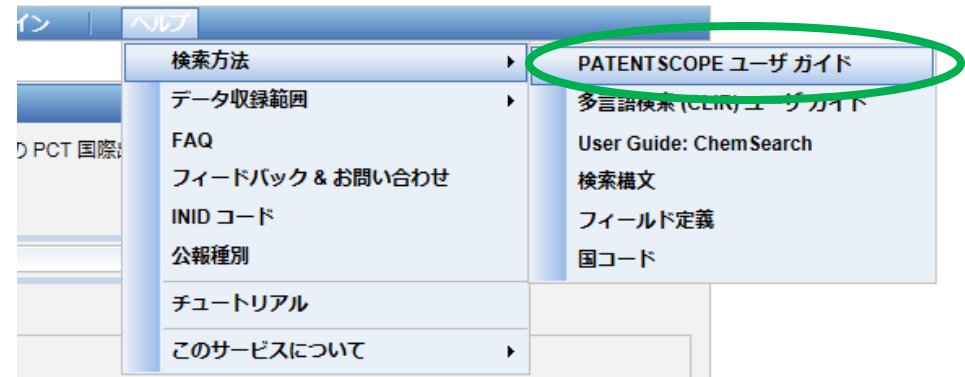 イン | ヘルプ
検索方法
データ収録範囲
FAQ
フィードバック & お問い合わせ
INID コード
公報種別
チュートリアル
このサービスについて
PATENTSCOPE ユーザ ガイド
多言語検索 (CLIR) ユーザ ガイド
User Guide: ChemSearch
検索構文
フィールド定義
国コード
の PCT 国際